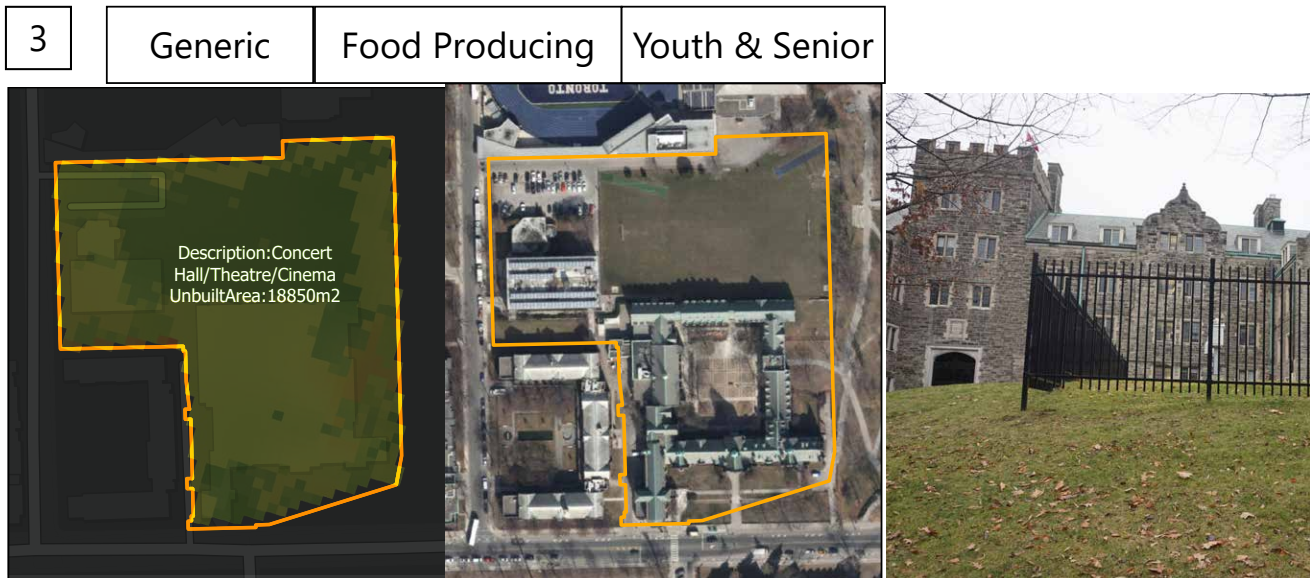 3
Generic
Food Producing
Youth & Senior
TORONTO
Description:Concert
Hall/Theatre/Cinema
UnbuiltArea:18850m2